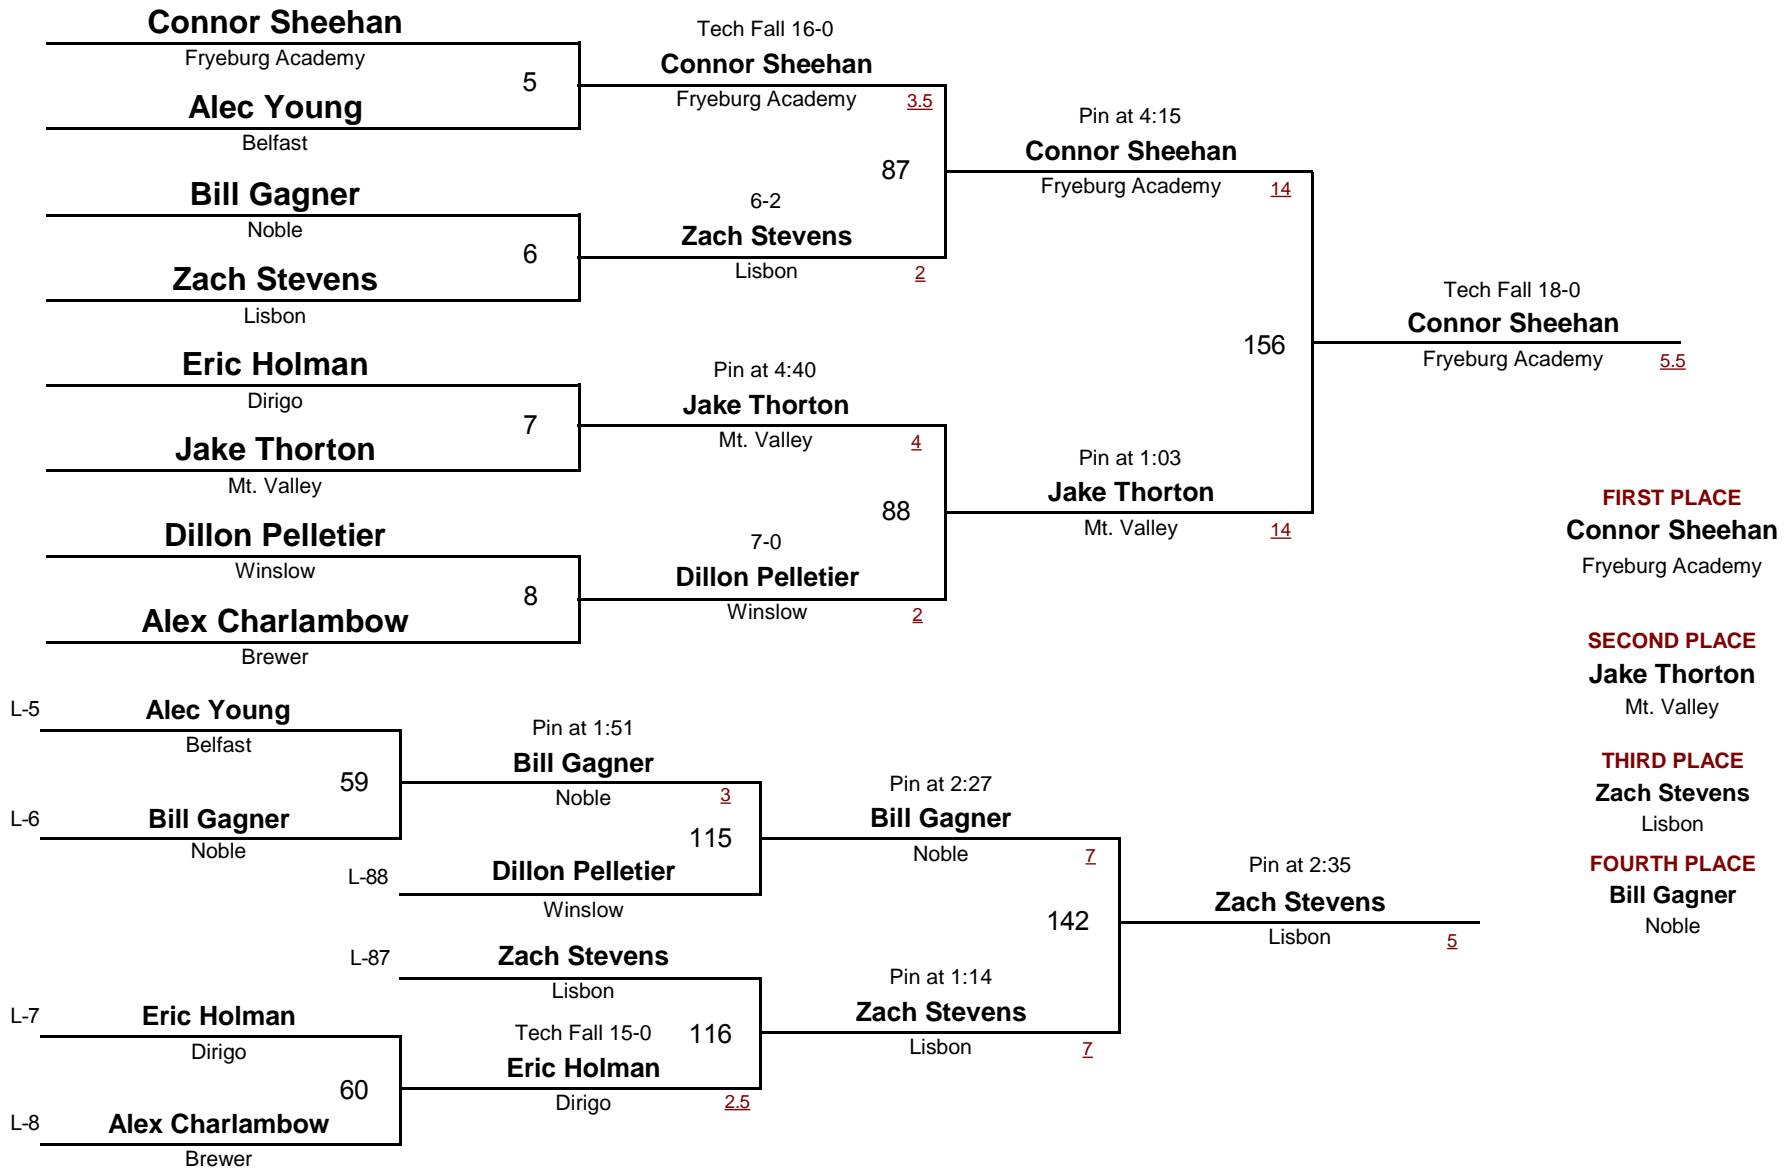 Connor Sheehan
Fryeburg Academy
5
Alec Young
Belfast
Bill Gagner
Noble
6
Zach Stevens
Lisbon
Eric Holman
Dirigo
7
Jake Thorton
Mt. Valley
Dillon Pelletier
Winslow
8
Alex Charlambow
Brewer
Tech Fall 16-0
Connor Sheehan
Fryeburg Academy 3.5
87
6-2
Zach Stevens
Lisbon 2
Pin at 4:40
Jake Thorton
Mt. Valley 4
88
7-0
Dillon Pelletier
Winslow 2
Pin at 4:15
Connor Sheehan
Fryeburg Academy 14
156
Pin at 1:03
Jake Thorton
Mt. Valley 14
Tech Fall 18-0
Connor Sheehan
Fryeburg Academy 5.5
FIRST PLACE
Connor Sheehan
Fryeburg Academy
SECOND PLACE
Jake Thorton
Mt. Valley
THIRD PLACE
Zach Stevens
Lisbon
FOURTH PLACE
Bill Gagner
Noble
L-5 Alec Young
Belfast
59
L-6 Bill Gagner
Noble
L-7 Eric Holman
Dirigo
60
L-8 Alex Charlambow
Brewer
Pin at 1:51
Bill Gagner
Noble 3
115
L-88 Dillon Pelletier
Winslow
L-87 Zach Stevens
Lisbon
Tech Fall 15-0 116
Eric Holman
Dirigo 2.5
Pin at 2:27
Bill Gagner
Noble 7
142
Pin at 1:14
Zach Stevens
Lisbon 7
Pin at 2:35
Zach Stevens
Lisbon 5